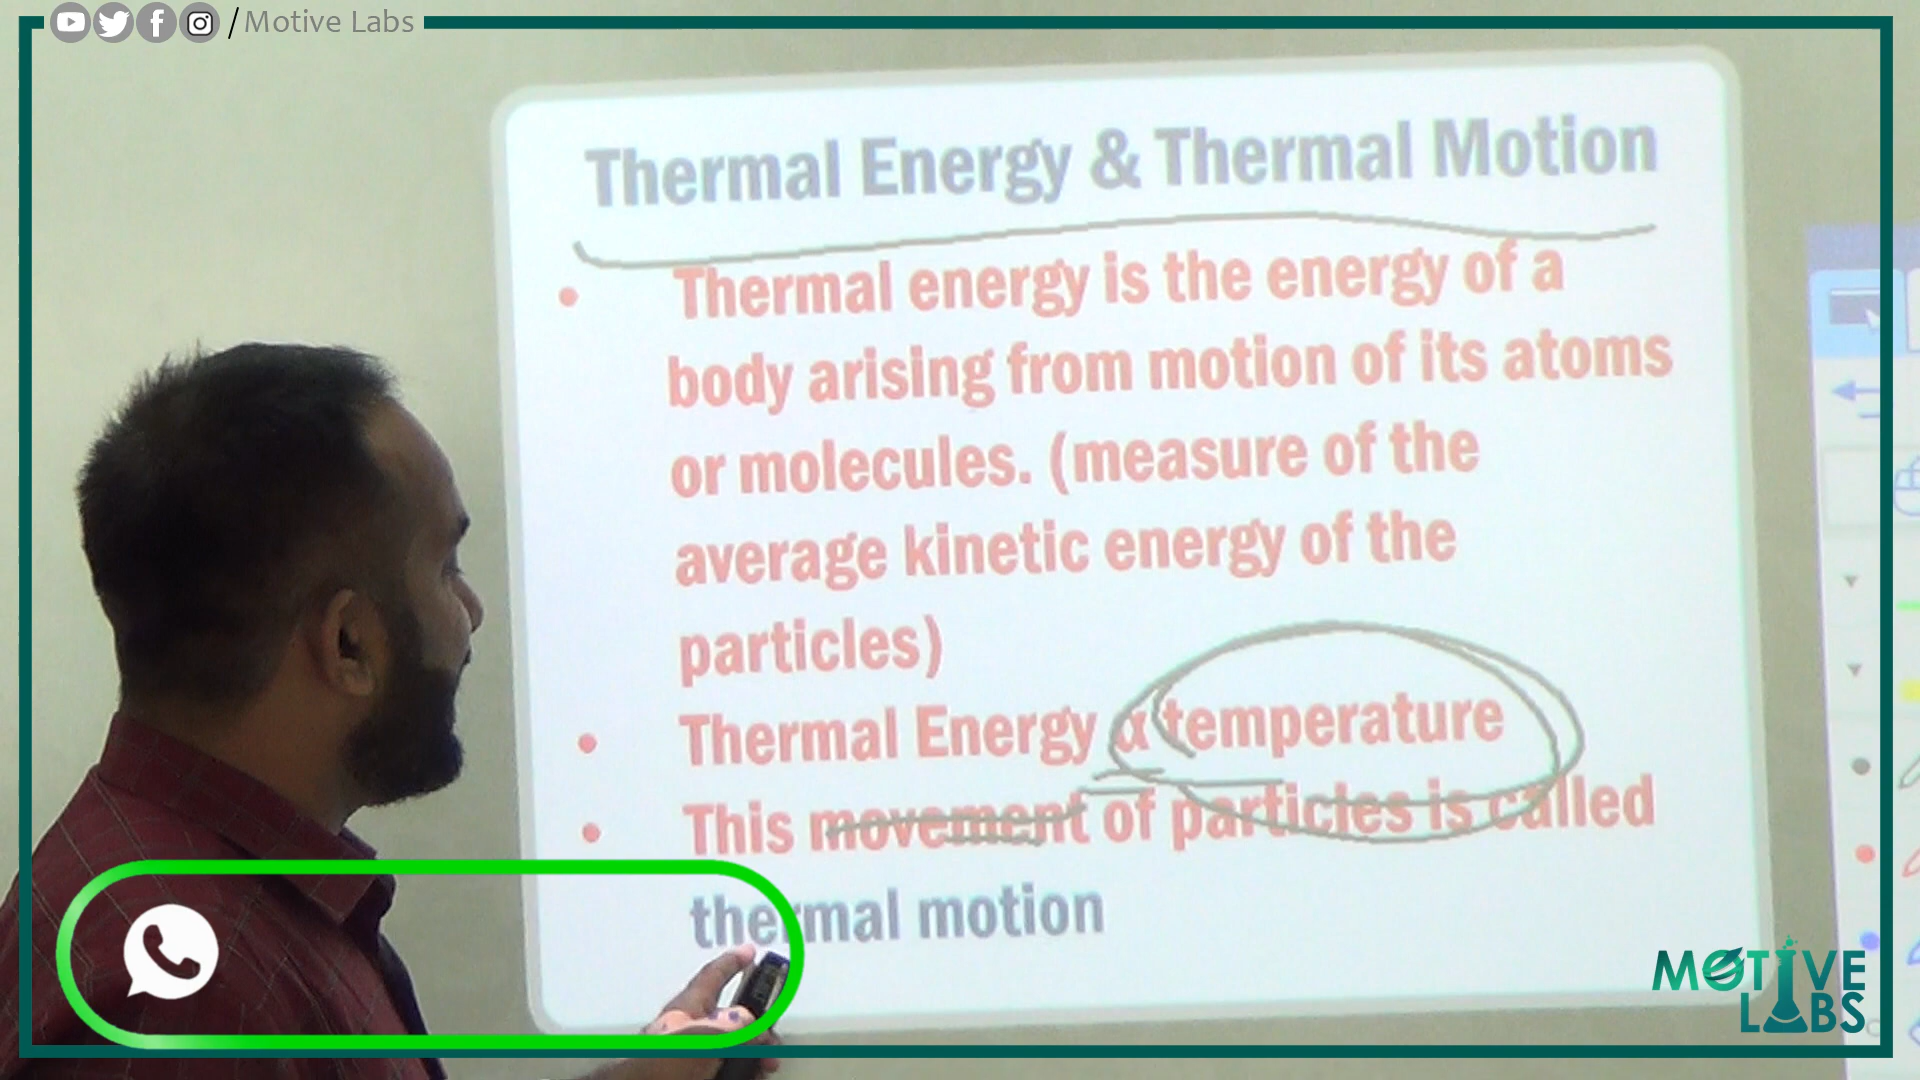 /Motive Labs
Thermal Energy & Thermal Motion
• Thermal energy is the energy of a
body arising from motion of its atoms
or molecules. (measure of the
average kinetic energy of the
particles)
• Thermal Energy α temperature
• This movement of particles is called
thermal motion
MOTIVE
LABS